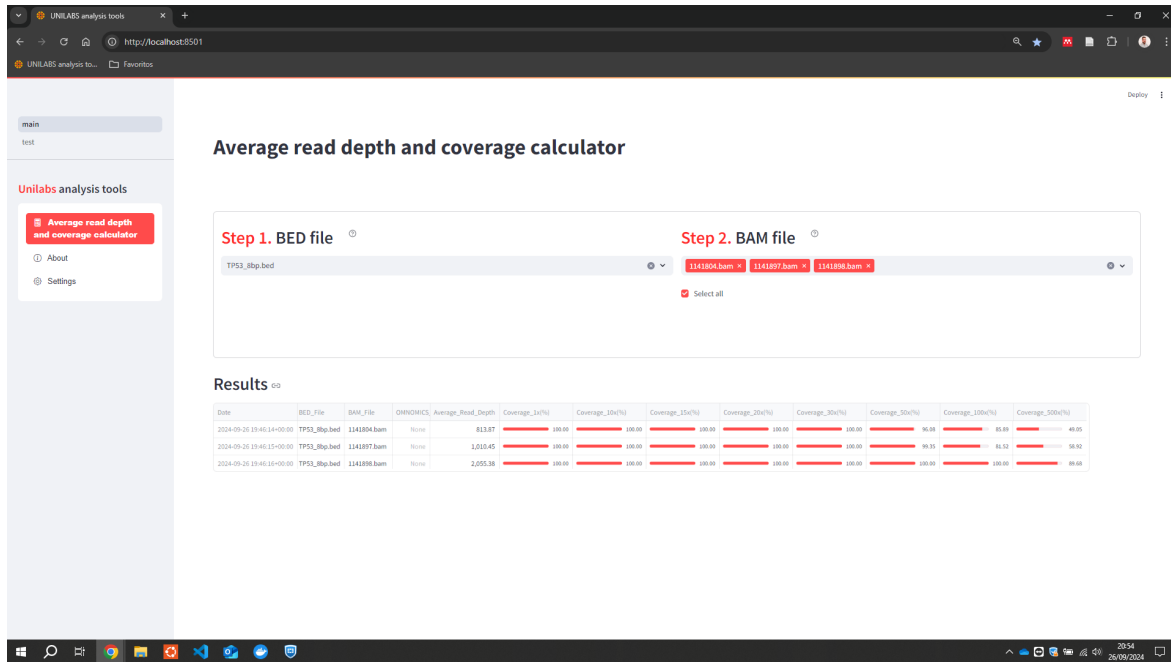 UNILABS analysis tools
http://localhost:8501
UNILABS analysis to...
Favoritos
Deploy
main
test
Unilabs analysis tools
Average read depth
and coverage calculator
About
Settings
Average read depth and coverage calculator
Step 1. BED file
TP53_8bp.bed
Step 2. BAM file
1141804.bam × 1141897.bam × 1141898.bam ×
Select all
Results
Date BED_File BAM_File OMNOMICS_ Average_Read_Depth Coverage_1x(%) Coverage_10x(%) Coverage_15x(%) Coverage_20x(%) Coverage_30x(%) Coverage_50x(%) Coverage_100x(%) Coverage_500x(%)
2024-09-26 19:46:14+00:00 TP53_8bp.bed 1141804.bam None 813.87 100.00 100.00 100.00 100.00 100.00 96.98 85.89 49.05
2024-09-26 19:46:15+00:00 TP53_8bp.bed 1141897.bam None 1,010.45 100.00 100.00 100.00 100.00 100.00 99.35 81.52 58.92
2024-09-26 19:46:16+00:00 TP53_8bp.bed 1141898.bam None 2,055.38 100.00 100.00 100.00 100.00 100.00 100.00 100.00 89.68
20:54
26/09/2024